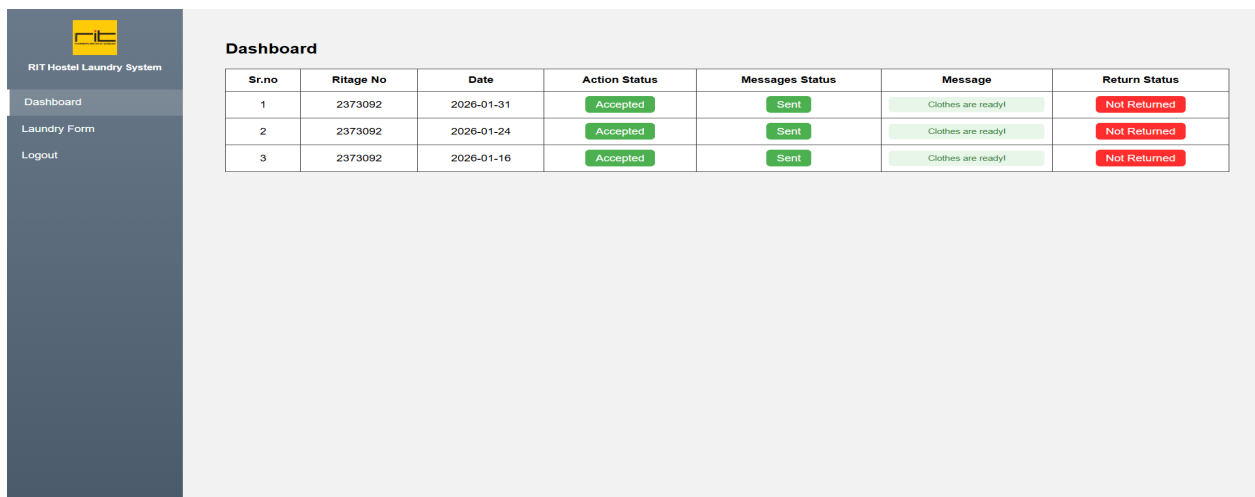 rit
RIT Hostel Laundry System
Dashboard
Laundry Form
Logout
Dashboard
Sr.no Ritage No Date Action Status Messages Status Message Return Status
1 2373092 2026-01-31 Accepted Sent Clothes are ready! Not Returned
2 2373092 2026-01-24 Accepted Sent Clothes are ready! Not Returned
3 2373092 2026-01-16 Accepted Sent Clothes are ready! Not Returned